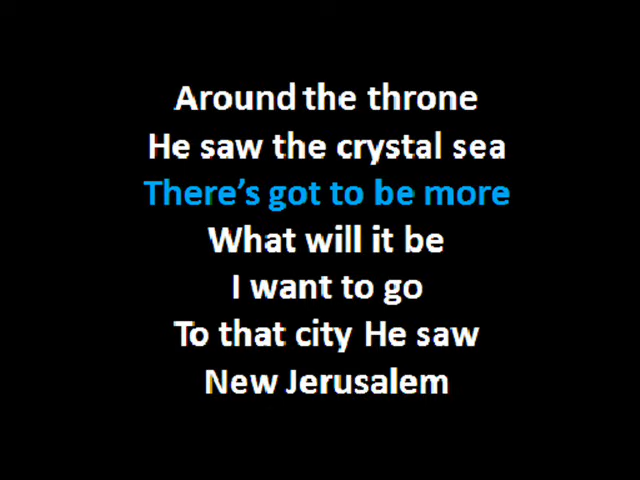 Around the throne
He saw the crystal sea
There’s got to be more
What will it be
I want to go
To that city He saw
New Jerusalem